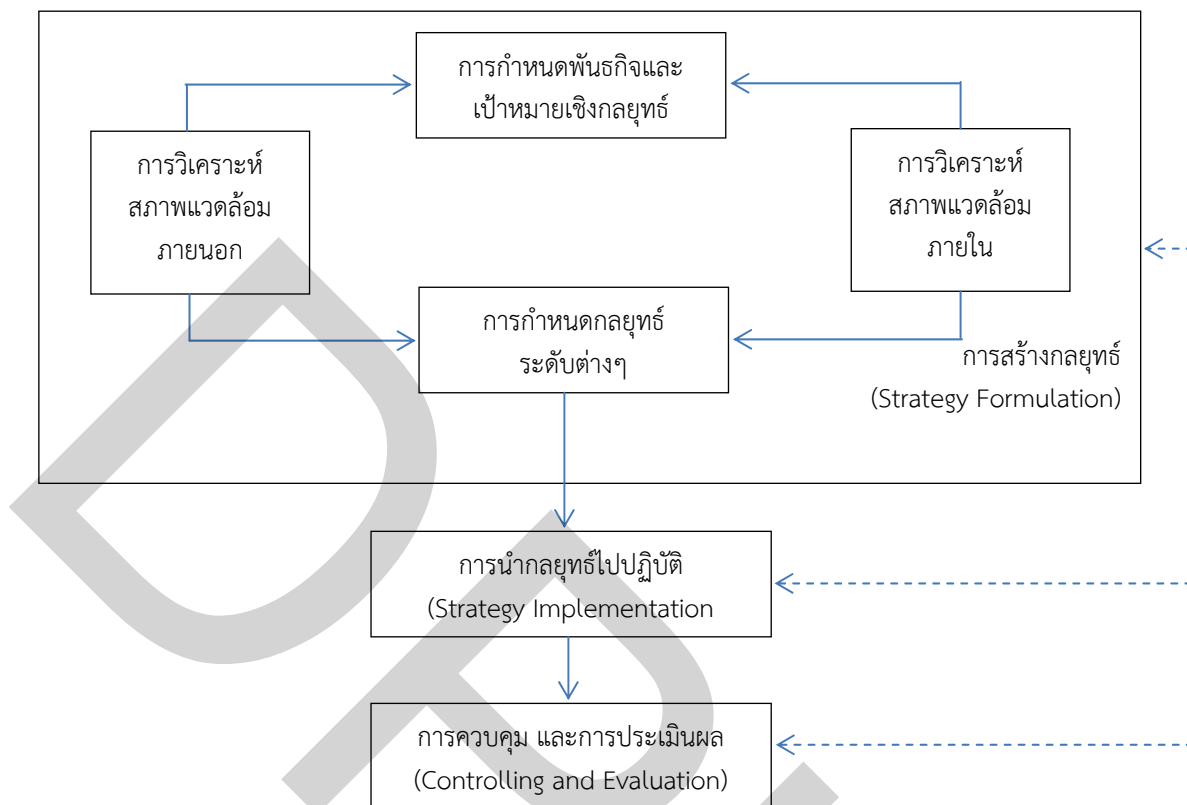 การกำหนดพันธกิจและ
เป้าหมายเชิงกลยุทธ์
การวิเคราะห์
สภาพแวดล้อม
ภายนอก
การวิเคราะห์
สภาพแวดล้อม
ภายใน
การกำหนดกลยุทธ์
ระดับต่างๆ
การสร้างกลยุทธ์
(Strategy Formulation)
การนำกลยุทธ์ไปปฏิบัติ
(Strategy Implementation
การควบคุม และการประเมินผล
(Controlling and Evaluation)